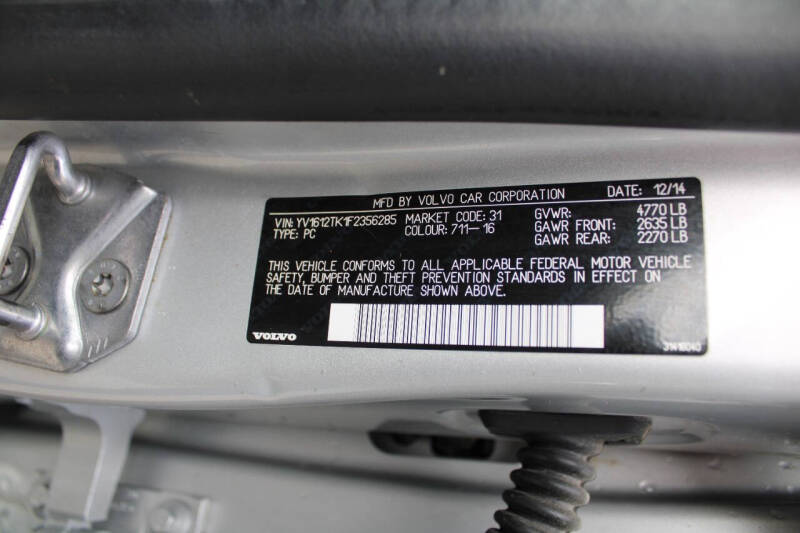 MFD BY VOLVO CAR CORPORATION DATE: 12/14
VIN: YV1612TK1F2356285 MARKET CODE: 31 GVWR: 4770 LB
TYPE: PC COLOUR: 711-16 GAWR FRONT: 2635 LB
GAWR REAR: 2270 LB
THIS VEHICLE CONFORMS TO ALL APPLICABLE FEDERAL MOTOR VEHICLE
SAFETY, BUMPER AND THEFT PREVENTION STANDARDS IN EFFECT ON
THE DATE OF MANUFACTURE SHOWN ABOVE.
VOLVO 31416040